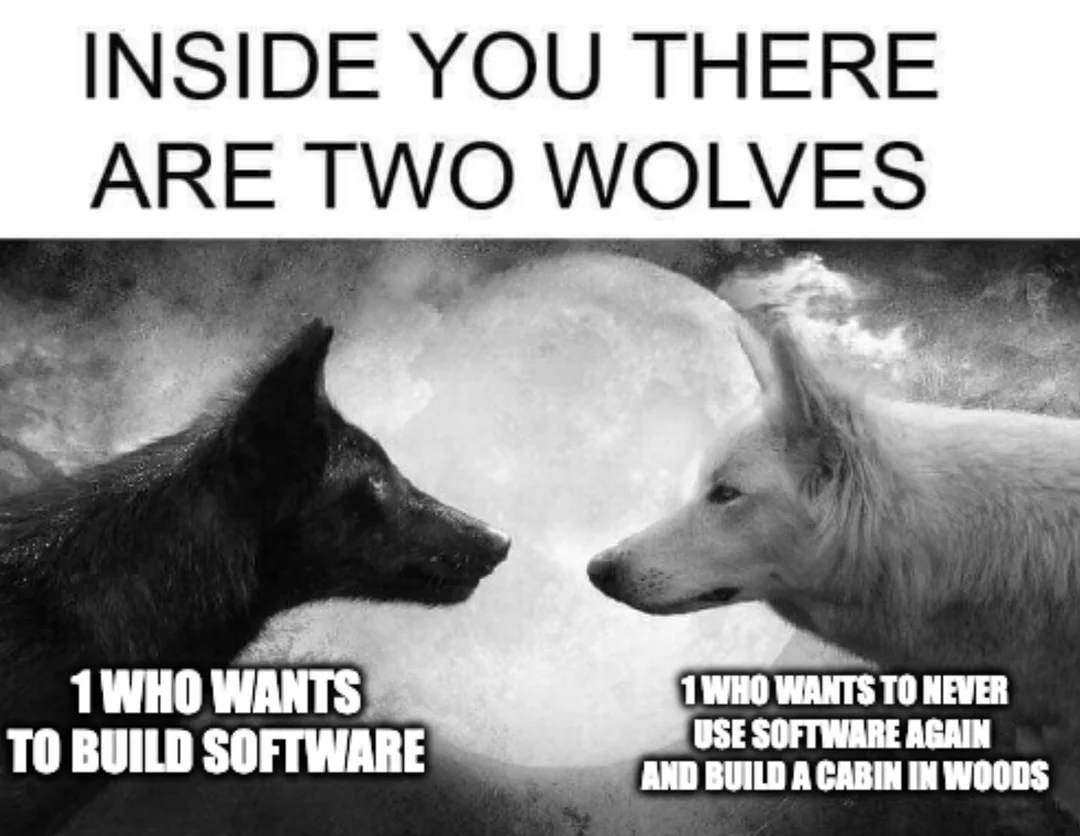 INSIDE YOU THERE
ARE TWO WOLVES
1 WHO WANTS
TO BUILD SOFTWARE
1 WHO WANTS TO NEVER
USE SOFTWARE AGAIN
AND BUILD A CABIN IN WOODS